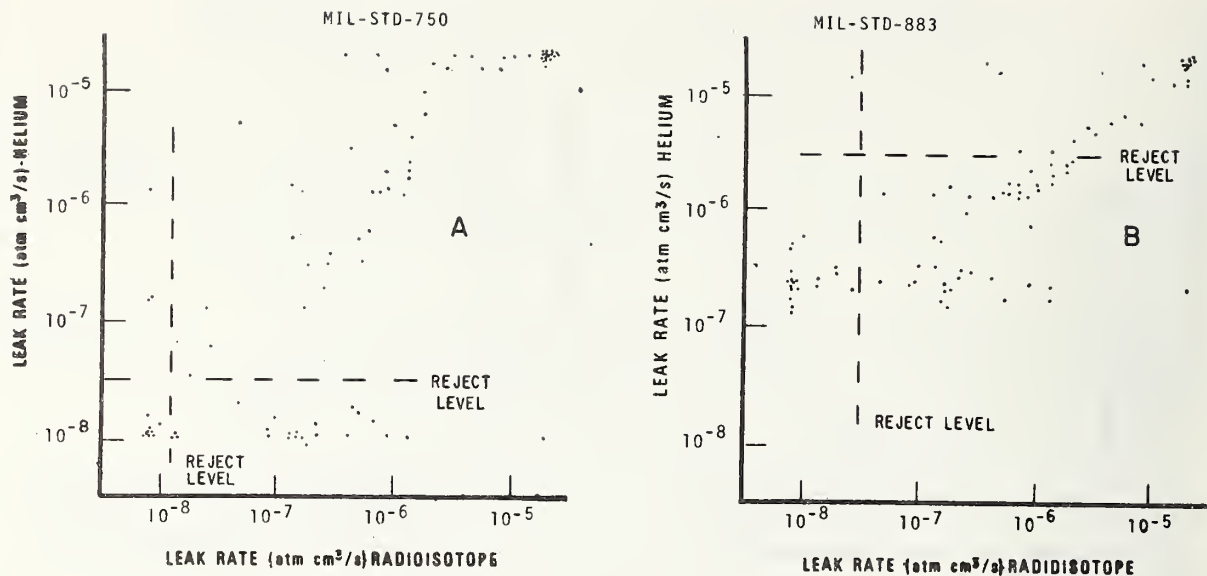 MIL-STD-750
LEAK RATE (atm cm³/s)-HELIUM
10⁻⁵
10⁻⁶
10⁻⁷
10⁻⁸
A
REJECT
LEVEL
REJECT
LEVEL
10⁻⁸ 10⁻⁷ 10⁻⁶ 10⁻⁵
LEAK RATE (atm cm³/s)RADIOISOTOPE
MIL-STD-883
LEAK RATE (atm cm³/s) HELIUM
10⁻⁵
10⁻⁶
10⁻⁷
10⁻⁸
REJECT
LEVEL
B
REJECT LEVEL
10⁻⁸ 10⁻⁷ 10⁻⁶ 10⁻⁵
LEAK RATE (atm cm³/s)RADIDISOTOPE